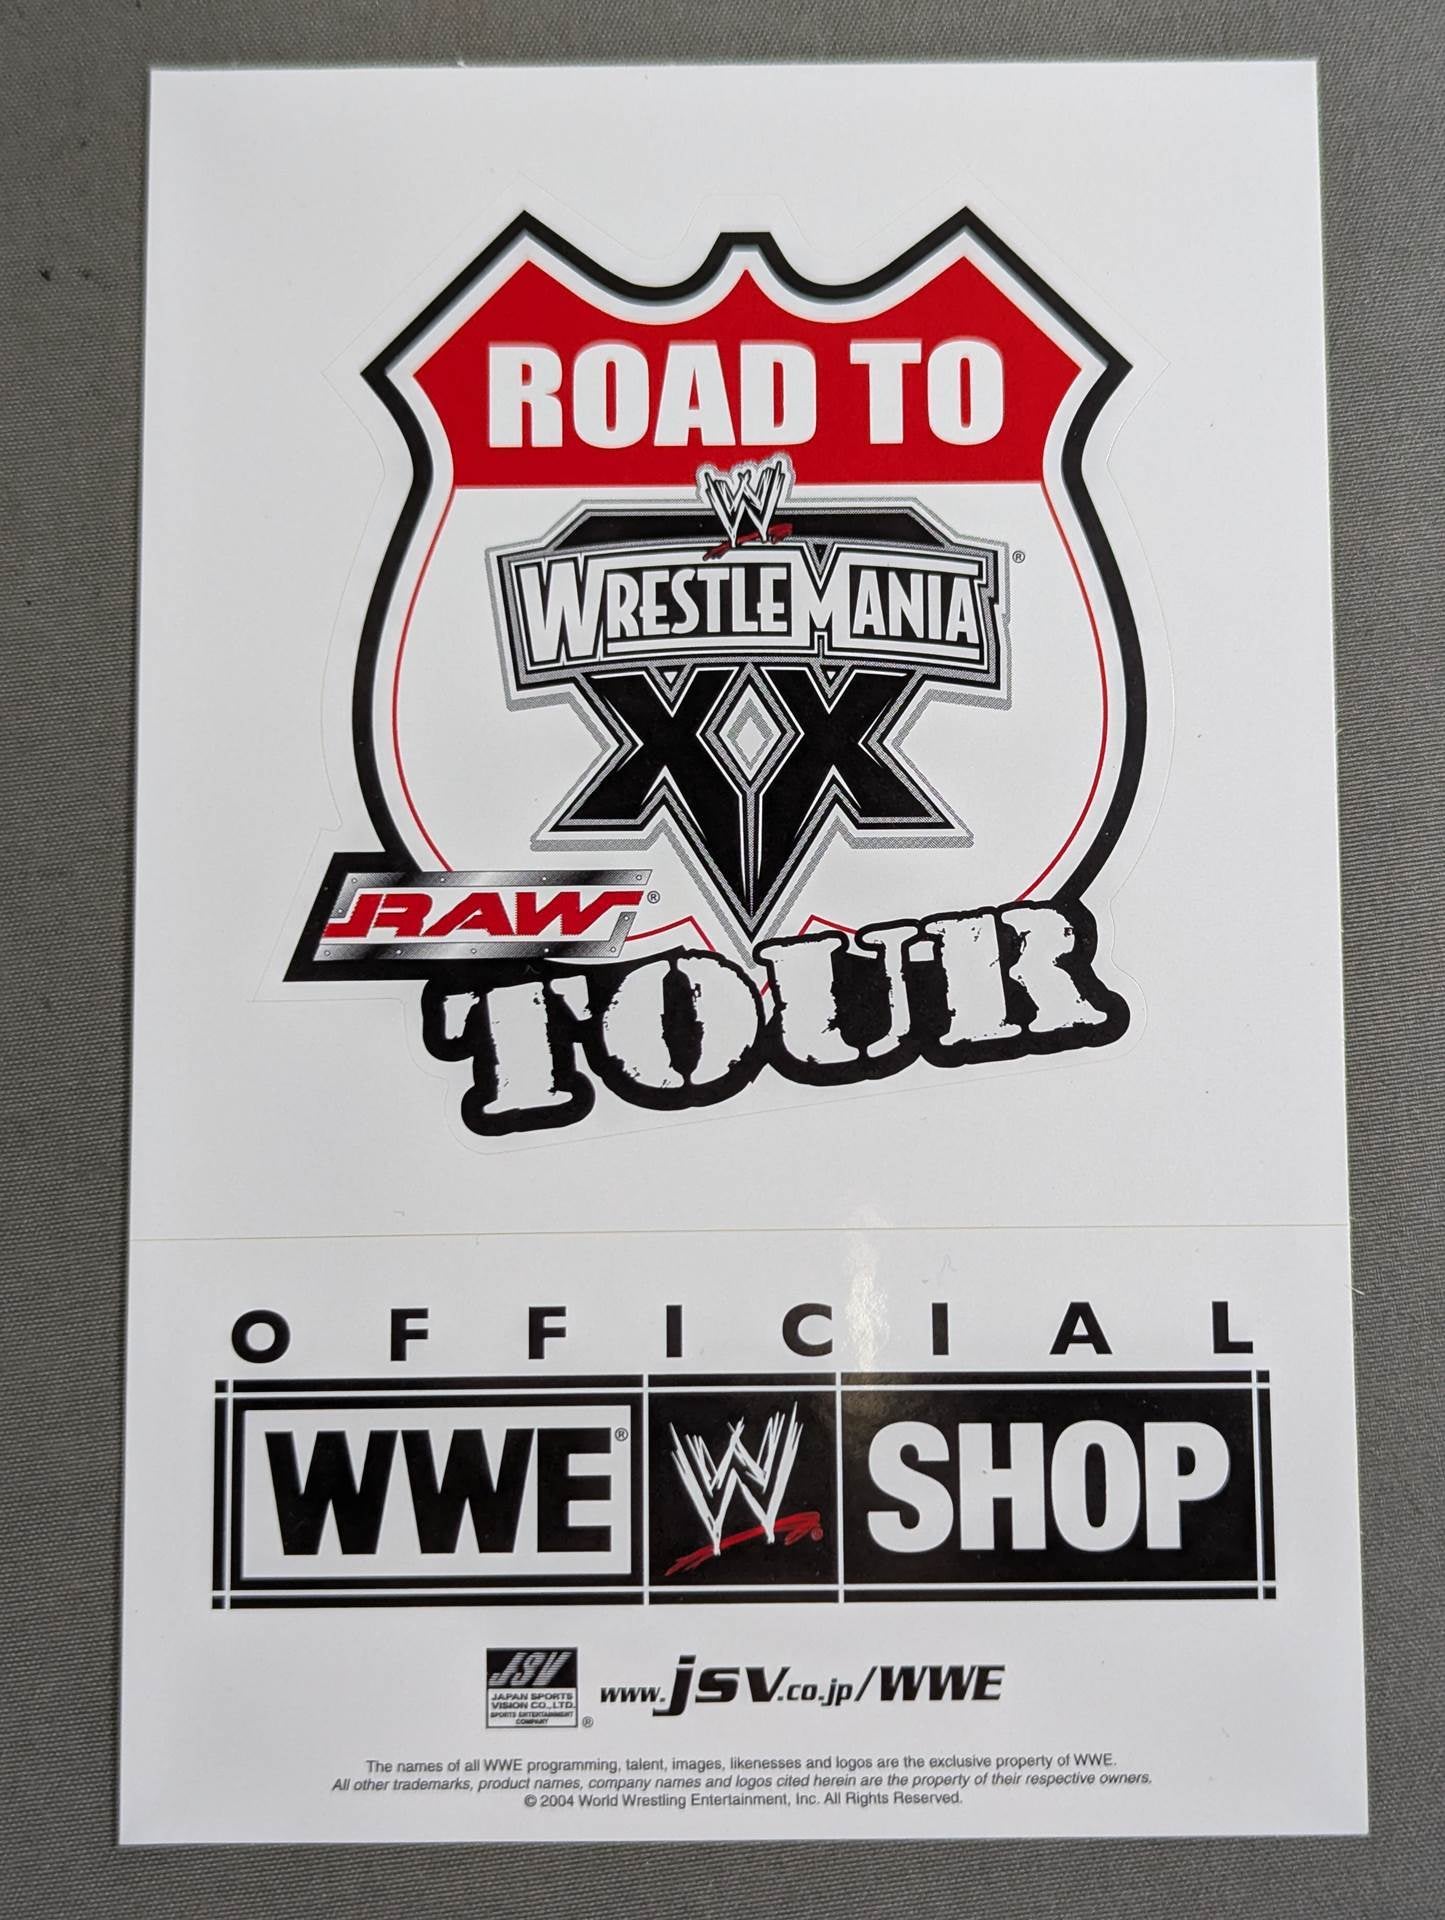 ROAD TO
W
WRESTLEMANIA ®
XX
RAW ®
TOUR
OFFICIAL
WWE ® W ® SHOP
JSV
JAPAN SPORTS
VISION CO.,LTD.
SPORTS ENTERTAINMENT
COMPANY ®
www.jsv.co.jp/WWE
The names of all WWE programming, talent, images, likenesses and logos are the exclusive property of WWE.
All other trademarks, product names, company names and logos cited herein are the property of their respective owners.
© 2004 World Wrestling Entertainment, Inc. All Rights Reserved.